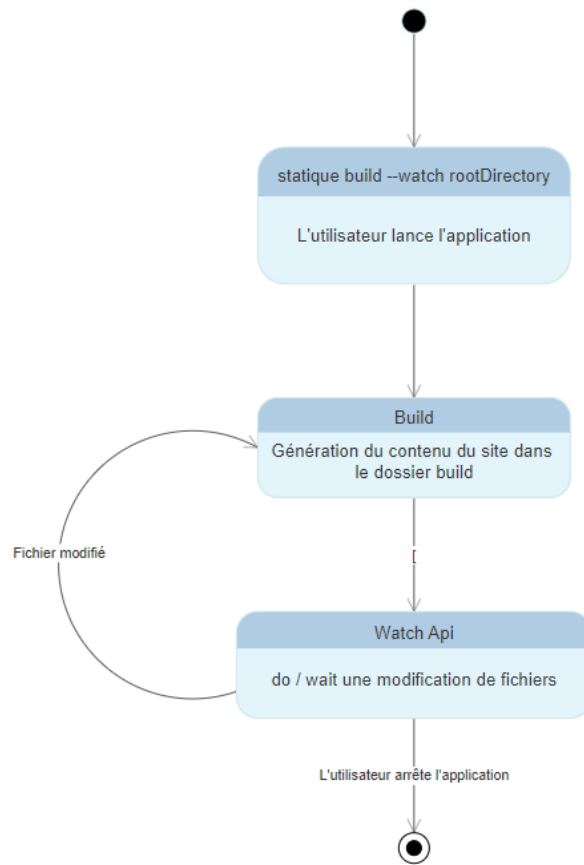 statique build --watch rootDirectory
L'utilisateur lance l'application
Build
Génération du contenu du site dans
le dossier build
Fichier modifié
[
Watch Api
do / wait une modification de fichiers
L'utilisateur arrête l'application